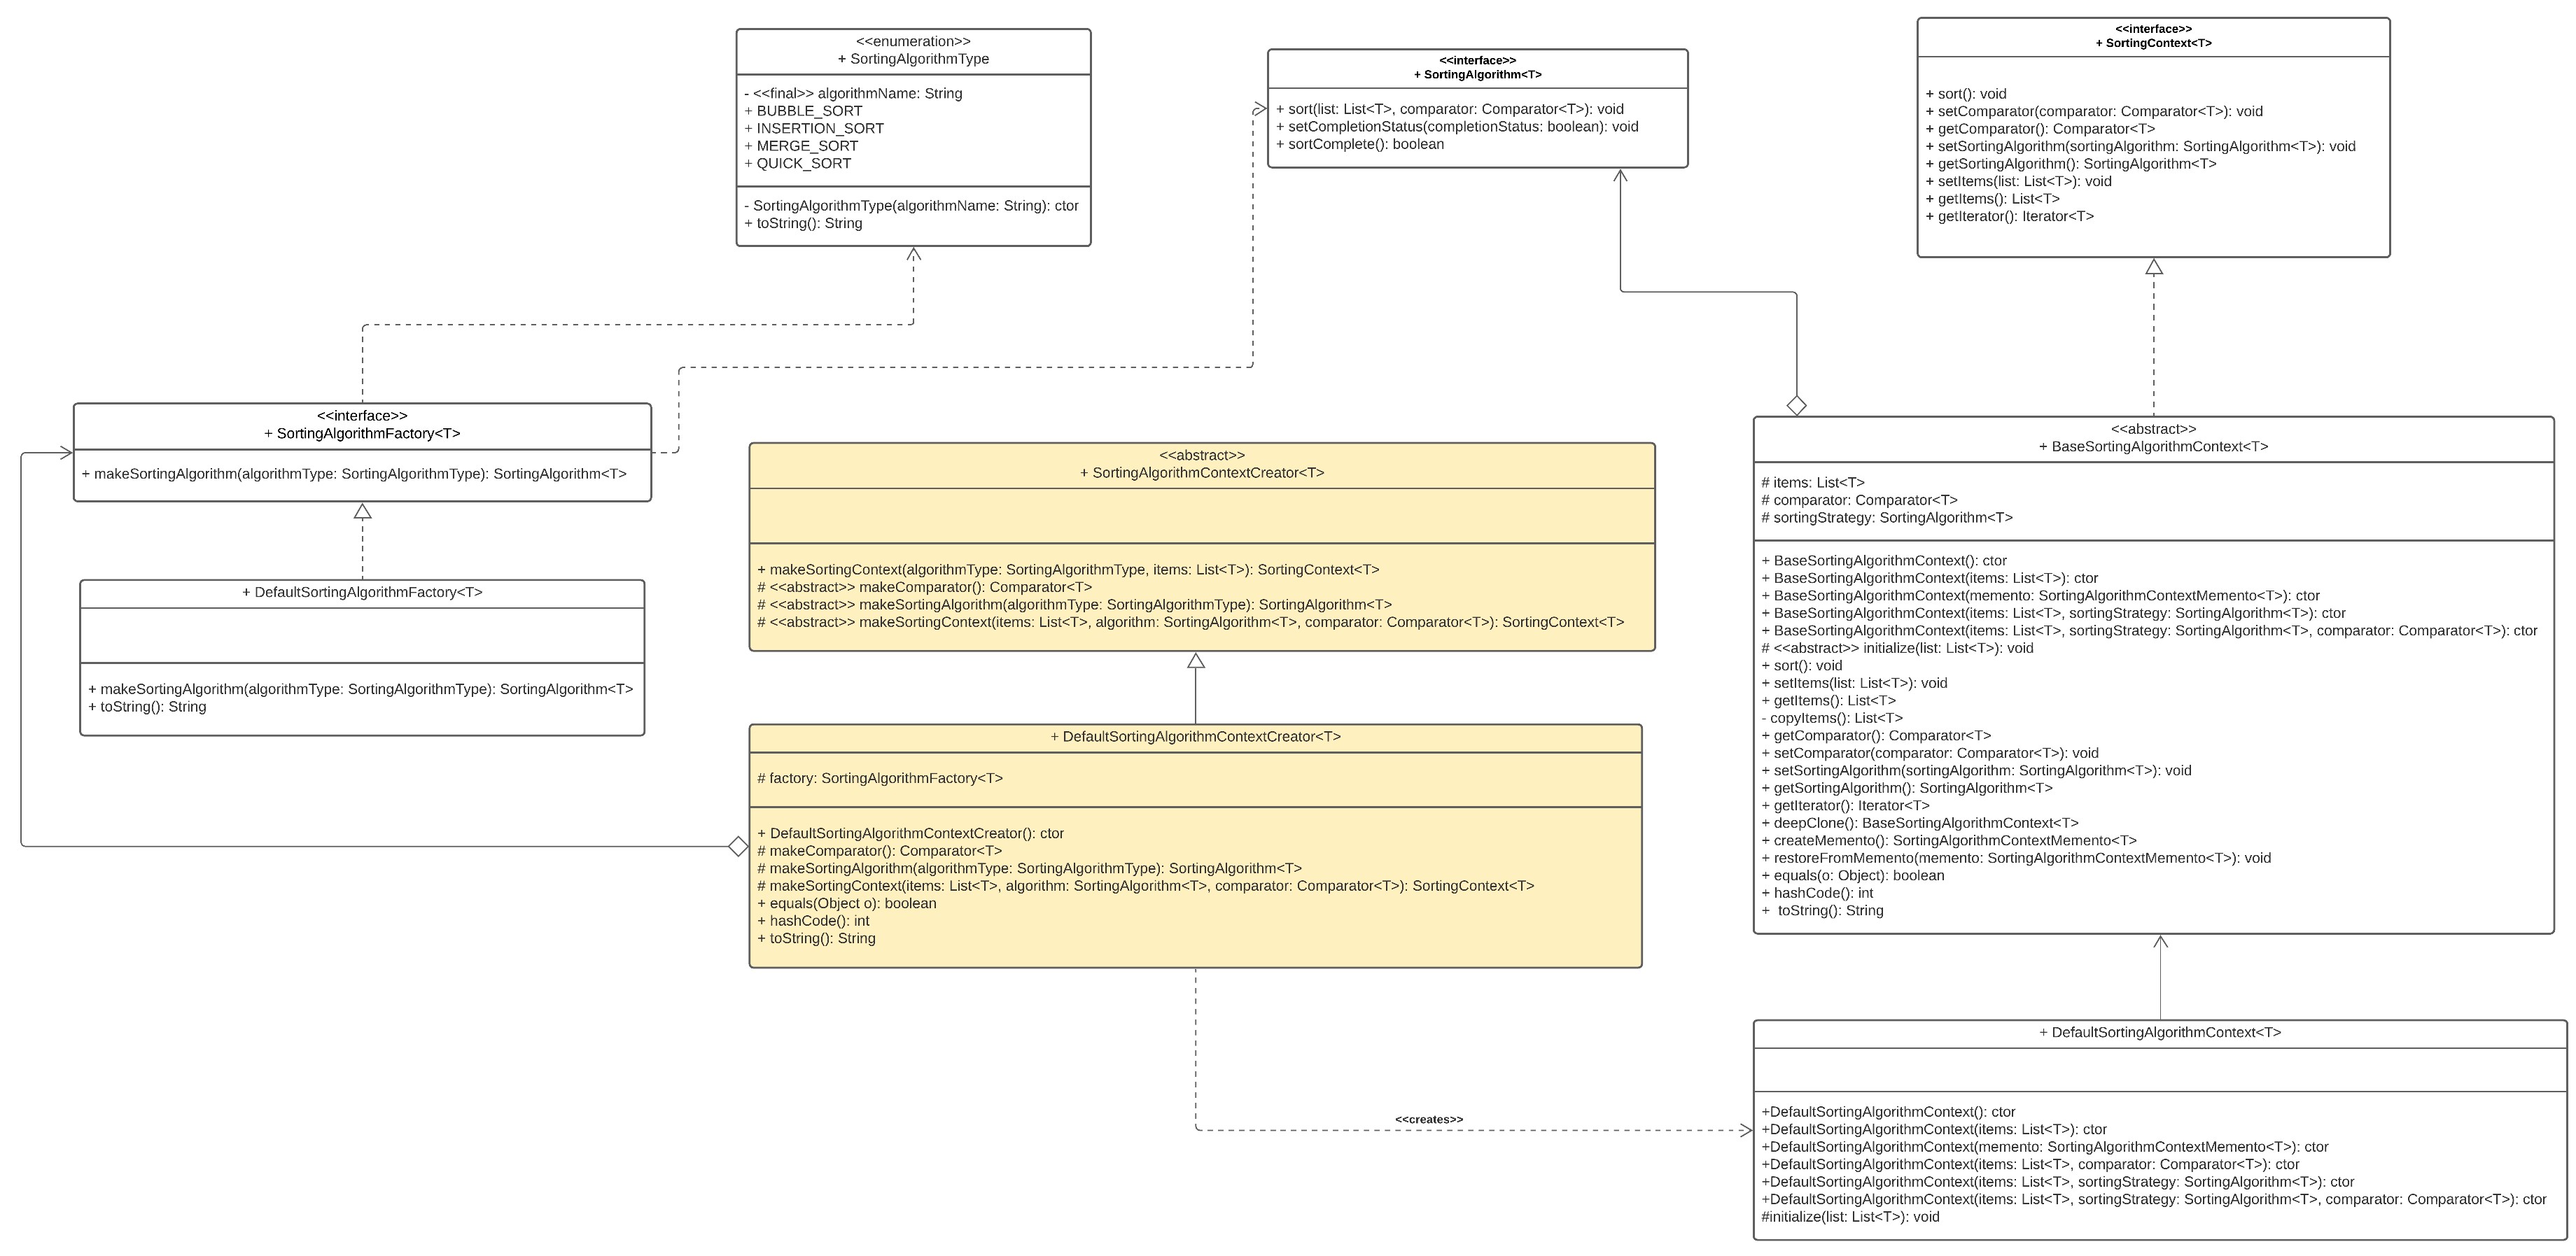 <<enumeration>>
+ SortingAlgorithmType
- <<final>> algorithmName: String
+ BUBBLE_SORT
+ INSERTION_SORT
+ MERGE_SORT
+ QUICK_SORT
- SortingAlgorithmType(algorithmName: String): ctor
+ toString(): String
<<interface>>
+ SortingAlgorithm<T>
+ sort(list: List<T>, comparator: Comparator<T>): void
+ setCompletionStatus(completionStatus: boolean): void
+ sortComplete(): boolean
<<interface>>
+ SortingContext<T>
+ sort(): void
+ setComparator(comparator: Comparator<T>): void
+ getComparator(): Comparator<T>
+ setSortingAlgorithm(sortingAlgorithm: SortingAlgorithm<T>): void
+ getSortingAlgorithm(): SortingAlgorithm<T>
+ setItems(list: List<T>): void
+ getItems(): List<T>
+ getIterator(): Iterator<T>
<<interface>>
+ SortingAlgorithmFactory<T>
+ makeSortingAlgorithm(algorithmType: SortingAlgorithmType): SortingAlgorithm<T>
+ DefaultSortingAlgorithmFactory<T>
+ makeSortingAlgorithm(algorithmType: SortingAlgorithmType): SortingAlgorithm<T>
+ toString(): String
<<abstract>>
+ SortingAlgorithmContextCreator<T>
+ makeSortingContext(algorithmType: SortingAlgorithmType, items: List<T>): SortingContext<T>
# <<abstract>> makeComparator(): Comparator<T>
# <<abstract>> makeSortingAlgorithm(algorithmType: SortingAlgorithmType): SortingAlgorithm<T>
# <<abstract>> makeSortingContext(items: List<T>, algorithm: SortingAlgorithm<T>, comparator: Comparator<T>): SortingContext<T>
+ DefaultSortingAlgorithmContextCreator<T>
# factory: SortingAlgorithmFactory<T>
+ DefaultSortingAlgorithmContextCreator(): ctor
# makeComparator(): Comparator<T>
# makeSortingAlgorithm(algorithmType: SortingAlgorithmType): SortingAlgorithm<T>
# makeSortingContext(items: List<T>, algorithm: SortingAlgorithm<T>, comparator: Comparator<T>): SortingContext<T>
+ equals(Object o): boolean
+ hashCode(): int
+ toString(): String
<<abstract>>
+ BaseSortingAlgorithmContext<T>
# items: List<T>
# comparator: Comparator<T>
# sortingStrategy: SortingAlgorithm<T>
+ BaseSortingAlgorithmContext(): ctor
+ BaseSortingAlgorithmContext(items: List<T>): ctor
+ BaseSortingAlgorithmContext(memento: SortingAlgorithmContextMemento<T>): ctor
+ BaseSortingAlgorithmContext(items: List<T>, sortingStrategy: SortingAlgorithm<T>): ctor
+ BaseSortingAlgorithmContext(items: List<T>, sortingStrategy: SortingAlgorithm<T>, comparator: Comparator<T>): ctor
# <<abstract>> initialize(list: List<T>): void
+ sort(): void
+ setItems(list: List<T>): void
+ getItems(): List<T>
- copyItems(): List<T>
+ getComparator(): Comparator<T>
+ setComparator(comparator: Comparator<T>): void
+ setSortingAlgorithm(sortingAlgorithm: SortingAlgorithm<T>): void
+ getSortingAlgorithm(): SortingAlgorithm<T>
+ getIterator(): Iterator<T>
+ deepClone(): BaseSortingAlgorithmContext<T>
+ createMemento(): SortingAlgorithmContextMemento<T>
+ restoreFromMemento(memento: SortingAlgorithmContextMemento<T>): void
+ equals(o: Object): boolean
+ hashCode(): int
+ toString(): String
<<creates>>
+ DefaultSortingAlgorithmContext<T>
+DefaultSortingAlgorithmContext(): ctor
+DefaultSortingAlgorithmContext(items: List<T>): ctor
+DefaultSortingAlgorithmContext(memento: SortingAlgorithmContextMemento<T>): ctor
+DefaultSortingAlgorithmContext(items: List<T>, comparator: Comparator<T>): ctor
+DefaultSortingAlgorithmContext(items: List<T>, sortingStrategy: SortingAlgorithm<T>): ctor
+DefaultSortingAlgorithmContext(items: List<T>, sortingStrategy: SortingAlgorithm<T>, comparator: Comparator<T>): ctor
#initialize(list: List<T>): void